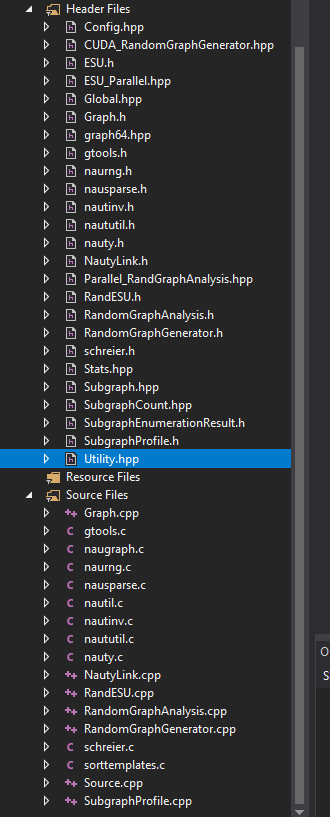 Header Files
Config.hpp
CUDA_RandomGraphGenerator.hpp
ESU.h
ESU_Parallel.hpp
Global.hpp
Graph.h
graph64.hpp
gtools.h
naurng.h
nausparse.h
nautinv.h
naututil.h
nauty.h
NautyLink.h
Parallel_RandGraphAnalysis.hpp
RandESU.h
RandomGraphAnalysis.h
RandomGraphGenerator.h
schreier.h
Stats.hpp
Subgraph.hpp
SubgraphCount.hpp
SubgraphEnumerationResult.h
SubgraphProfile.h
Utility.hpp
Resource Files
Source Files
Graph.cpp
gtools.c
naugraph.c
naurng.c
nausparse.c
nautil.c
nautinv.c
naututil.c
nauty.c
NautyLink.cpp
RandESU.cpp
RandomGraphAnalysis.cpp
RandomGraphGenerator.cpp
schreier.c
sorttemplates.c
Source.cpp
SubgraphProfile.cpp
O
S